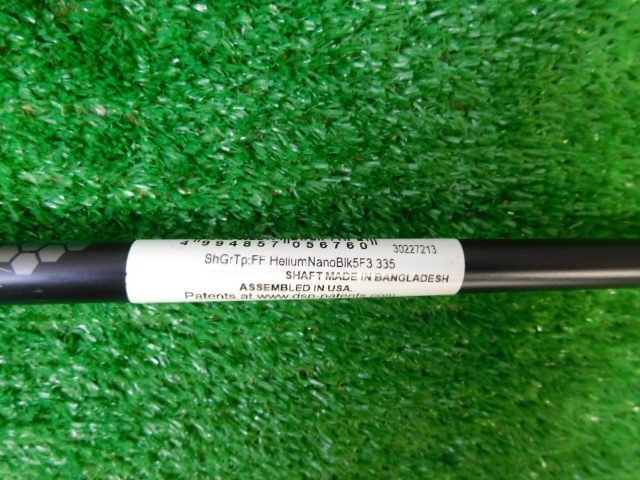 4 994857 056760 30227213
ShGrTp:FF HeliumNanoBlk5F3 335
SHAFT MADE IN BANGLADESH
ASSEMBLED IN USA.
Patents at www.dsp-patents.com